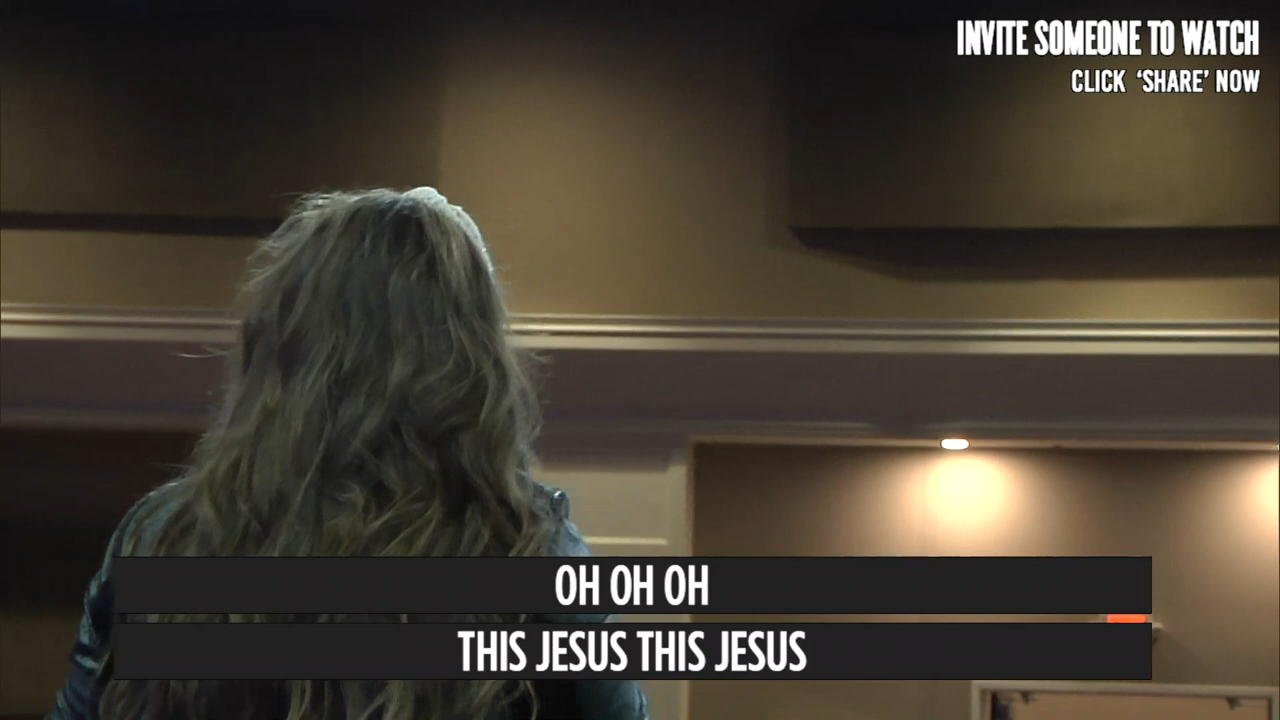 INVITE SOMEONE TO WATCH
CLICK 'SHARE' NOW
OH OH OH
THIS JESUS THIS JESUS